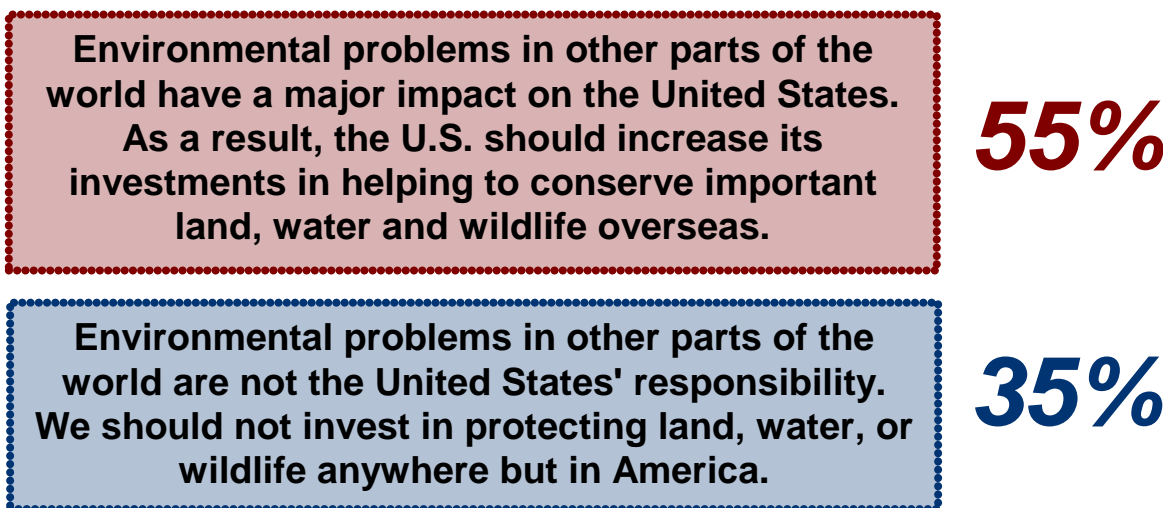 Environmental problems in other parts of the
world have a major impact on the United States.
As a result, the U.S. should increase its
investments in helping to conserve important
land, water and wildlife overseas.
55%
Environmental problems in other parts of the
world are not the United States' responsibility.
We should not invest in protecting land, water, or
wildlife anywhere but in America.
35%